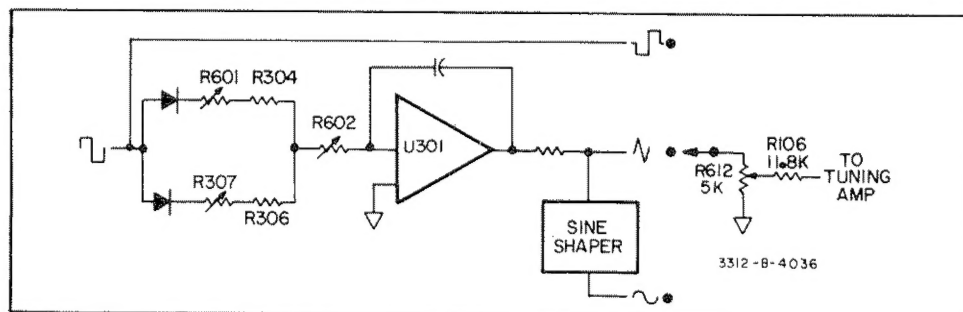 R601 R304
R602
U301
R307
R306
SINE
SHAPER
R612
5K
R106
11.8K
TO
TUNING
AMP
3312-B-4036